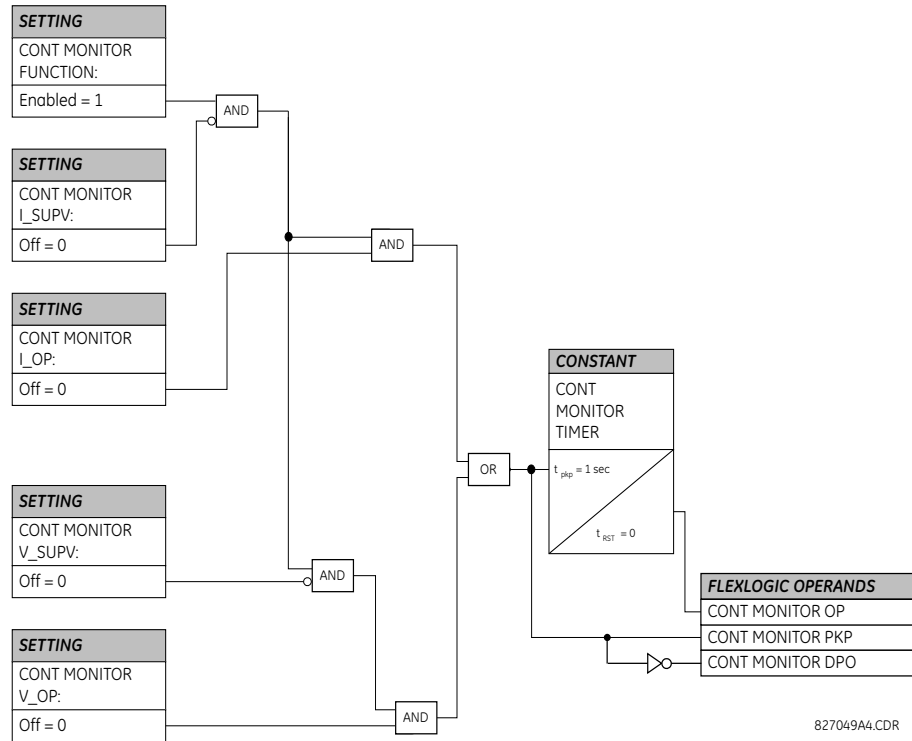 SETTING
CONT MONITOR
FUNCTION:
Enabled = 1
AND
SETTING
CONT MONITOR
I_SUPV:
Off = 0
AND
SETTING
CONT MONITOR
I_OP:
Off = 0
CONSTANT
CONT
MONITOR
TIMER
t pkp = 1 sec
t RST = 0
OR
SETTING
CONT MONITOR
V_SUPV:
Off = 0
AND
FLEXLOGIC OPERANDS
CONT MONITOR OP
CONT MONITOR PKP
CONT MONITOR DPO
SETTING
CONT MONITOR
V_OP:
Off = 0
AND
827049A4.CDR